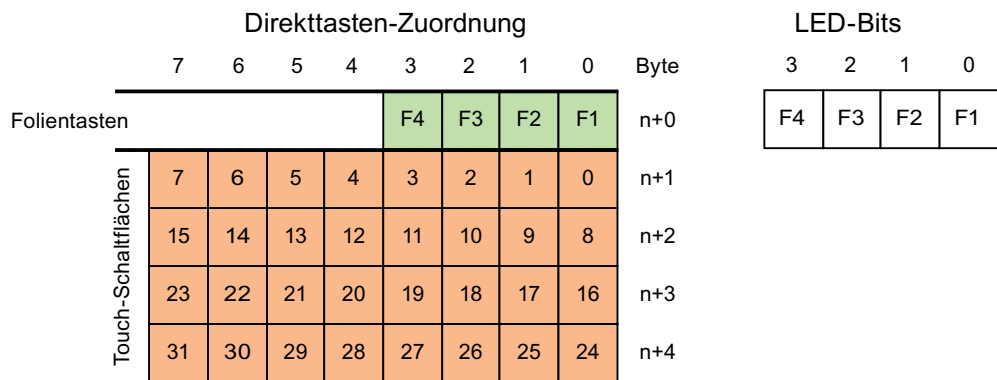 Direkttasten-Zuordnung LED-Bits
7 6 5 4 3 2 1 0 Byte 3 2 1 0
Folientasten F4 F3 F2 F1 n+0 F4 F3 F2 F1
Touch-Schaltflächen
7 6 5 4 3 2 1 0 n+1
15 14 13 12 11 10 9 8 n+2
23 22 21 20 19 18 17 16 n+3
31 30 29 28 27 26 25 24 n+4